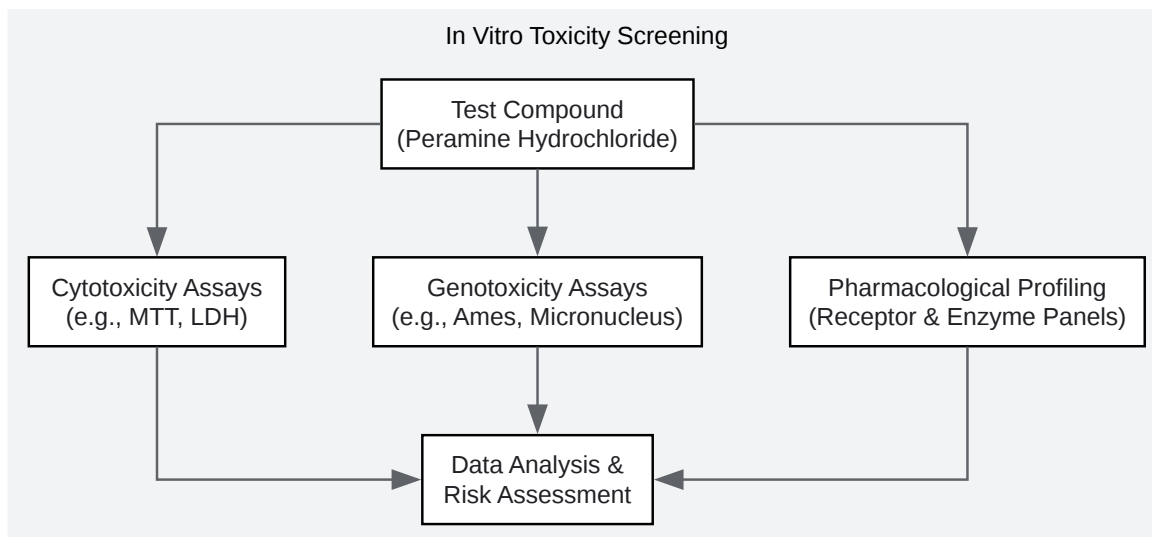 In Vitro Toxicity Screening
Test Compound
(Peramine Hydrochloride)
Cytotoxicity Assays
(e.g., MTT, LDH)
Genotoxicity Assays
(e.g., Ames, Micronucleus)
Pharmacological Profiling
(Receptor & Enzyme Panels)
Data Analysis &
Risk Assessment